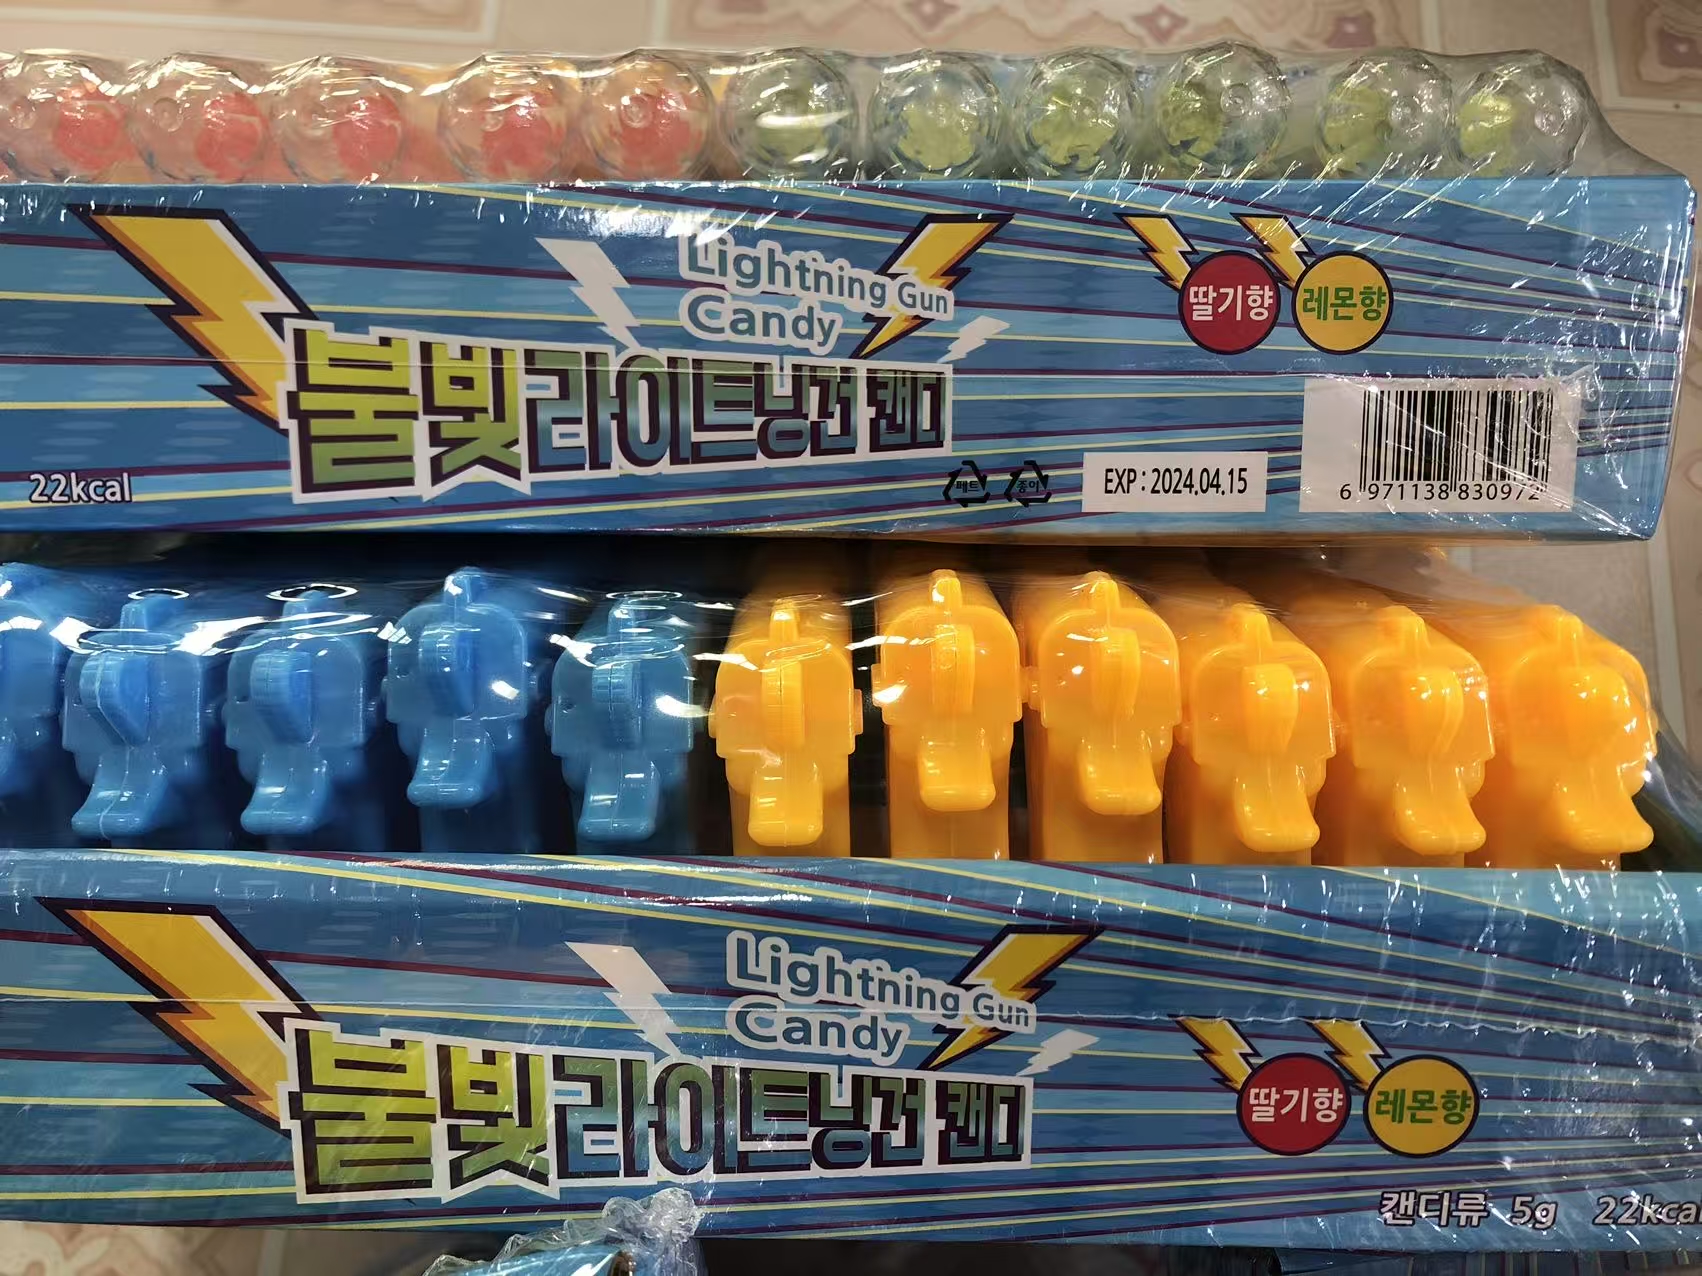 Lightning Gun
Candy
불빛라이트닝건 캔디
딸기향
레몬향
22kcal
페트
종이
EXP : 2024.04.15
6 971138 830972
Lightning Gun
Candy
불빛라이트닝건 캔디
딸기향
레몬향
캔디류 5g 22kcal